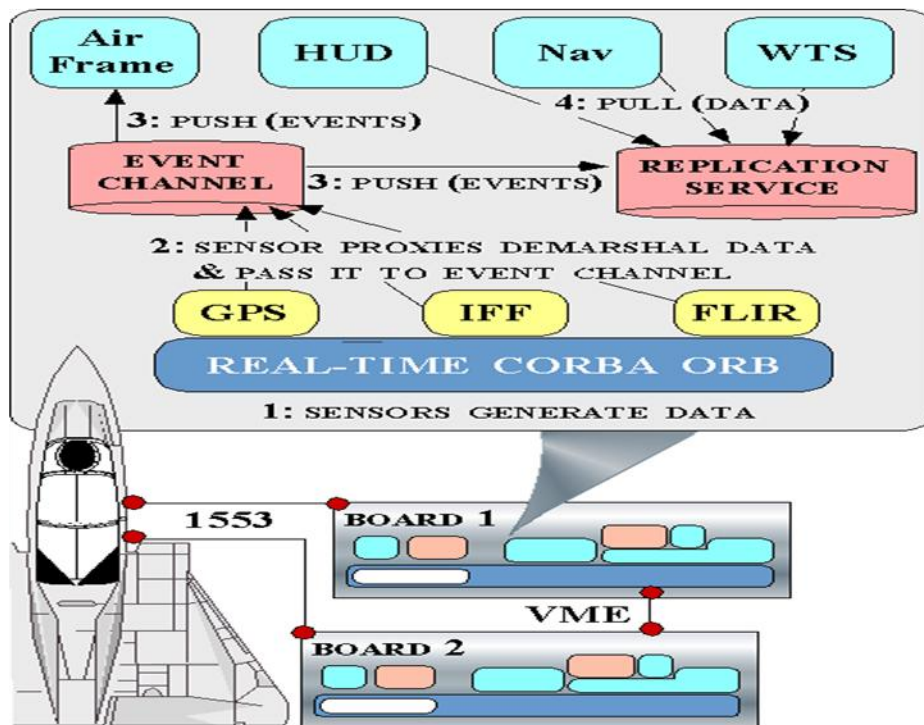 Air
Frame
HUD
Nav
WTS
4: PULL (DATA)
3: PUSH (EVENTS)
EVENT
CHANNEL
3: PUSH (EVENTS)
REPLICATION
SERVICE
2: SENSOR PROXIES DEMARSHAL DATA
& PASS IT TO EVENT CHANNEL
GPS
IFF
FLIR
REAL-TIME CORBA ORB
1: SENSORS GENERATE DATA
1553
BOARD 1
VME
BOARD 2